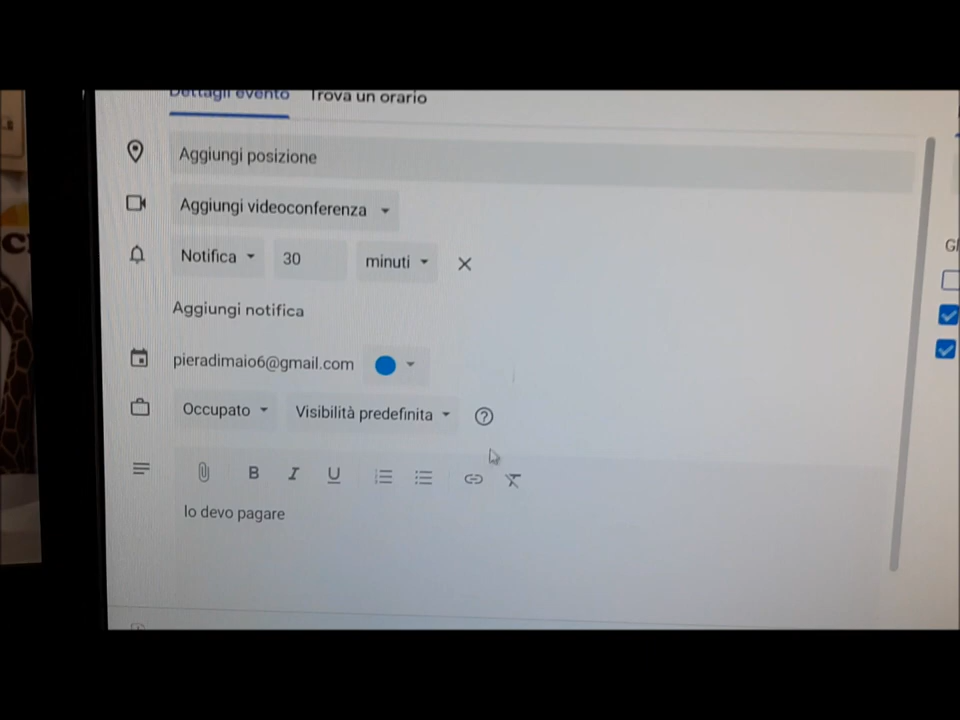 Dettagli evento Trova un orario
Aggiungi posizione
Aggiungi videoconferenza
Notifica 30 minuti
Aggiungi notifica
pieradimaio6@gmail.com
Occupato Visibilità predefinita
B I U
Io devo pagare